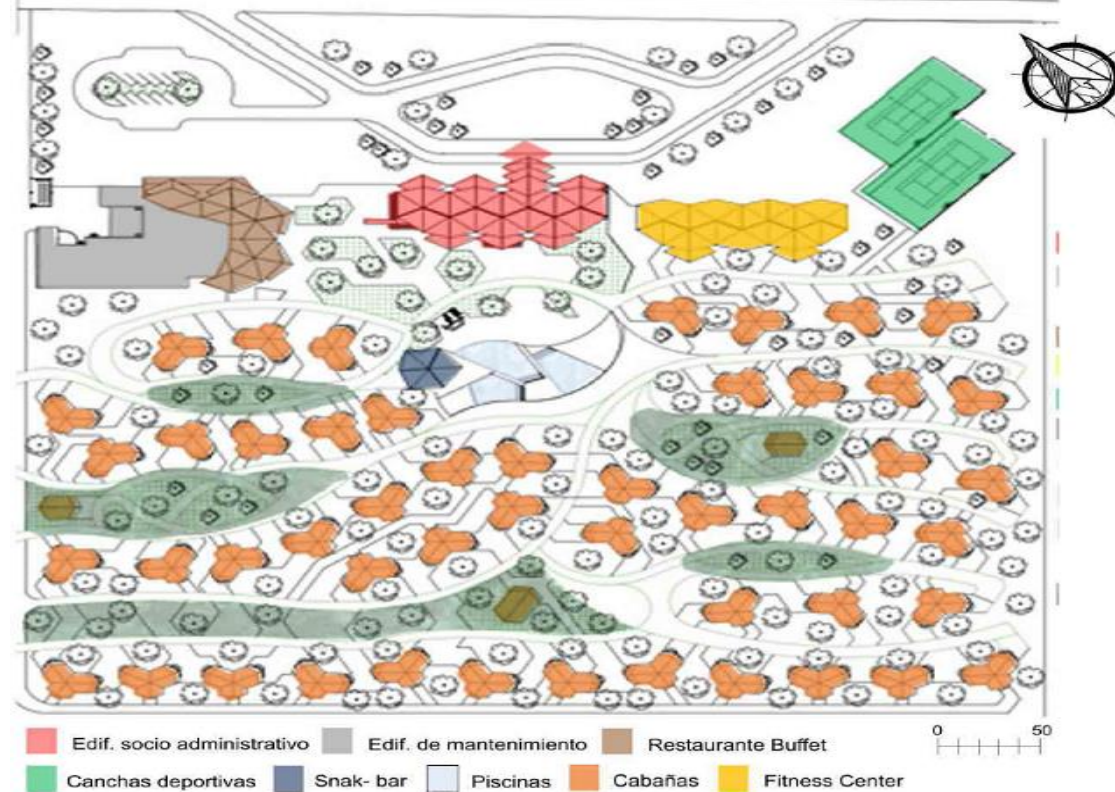 0 50
Edif. socio administrativo Edif. de mantenimiento Restaurante Buffet
Canchas deportivas Snak- bar Piscinas Cabañas Fitness Center